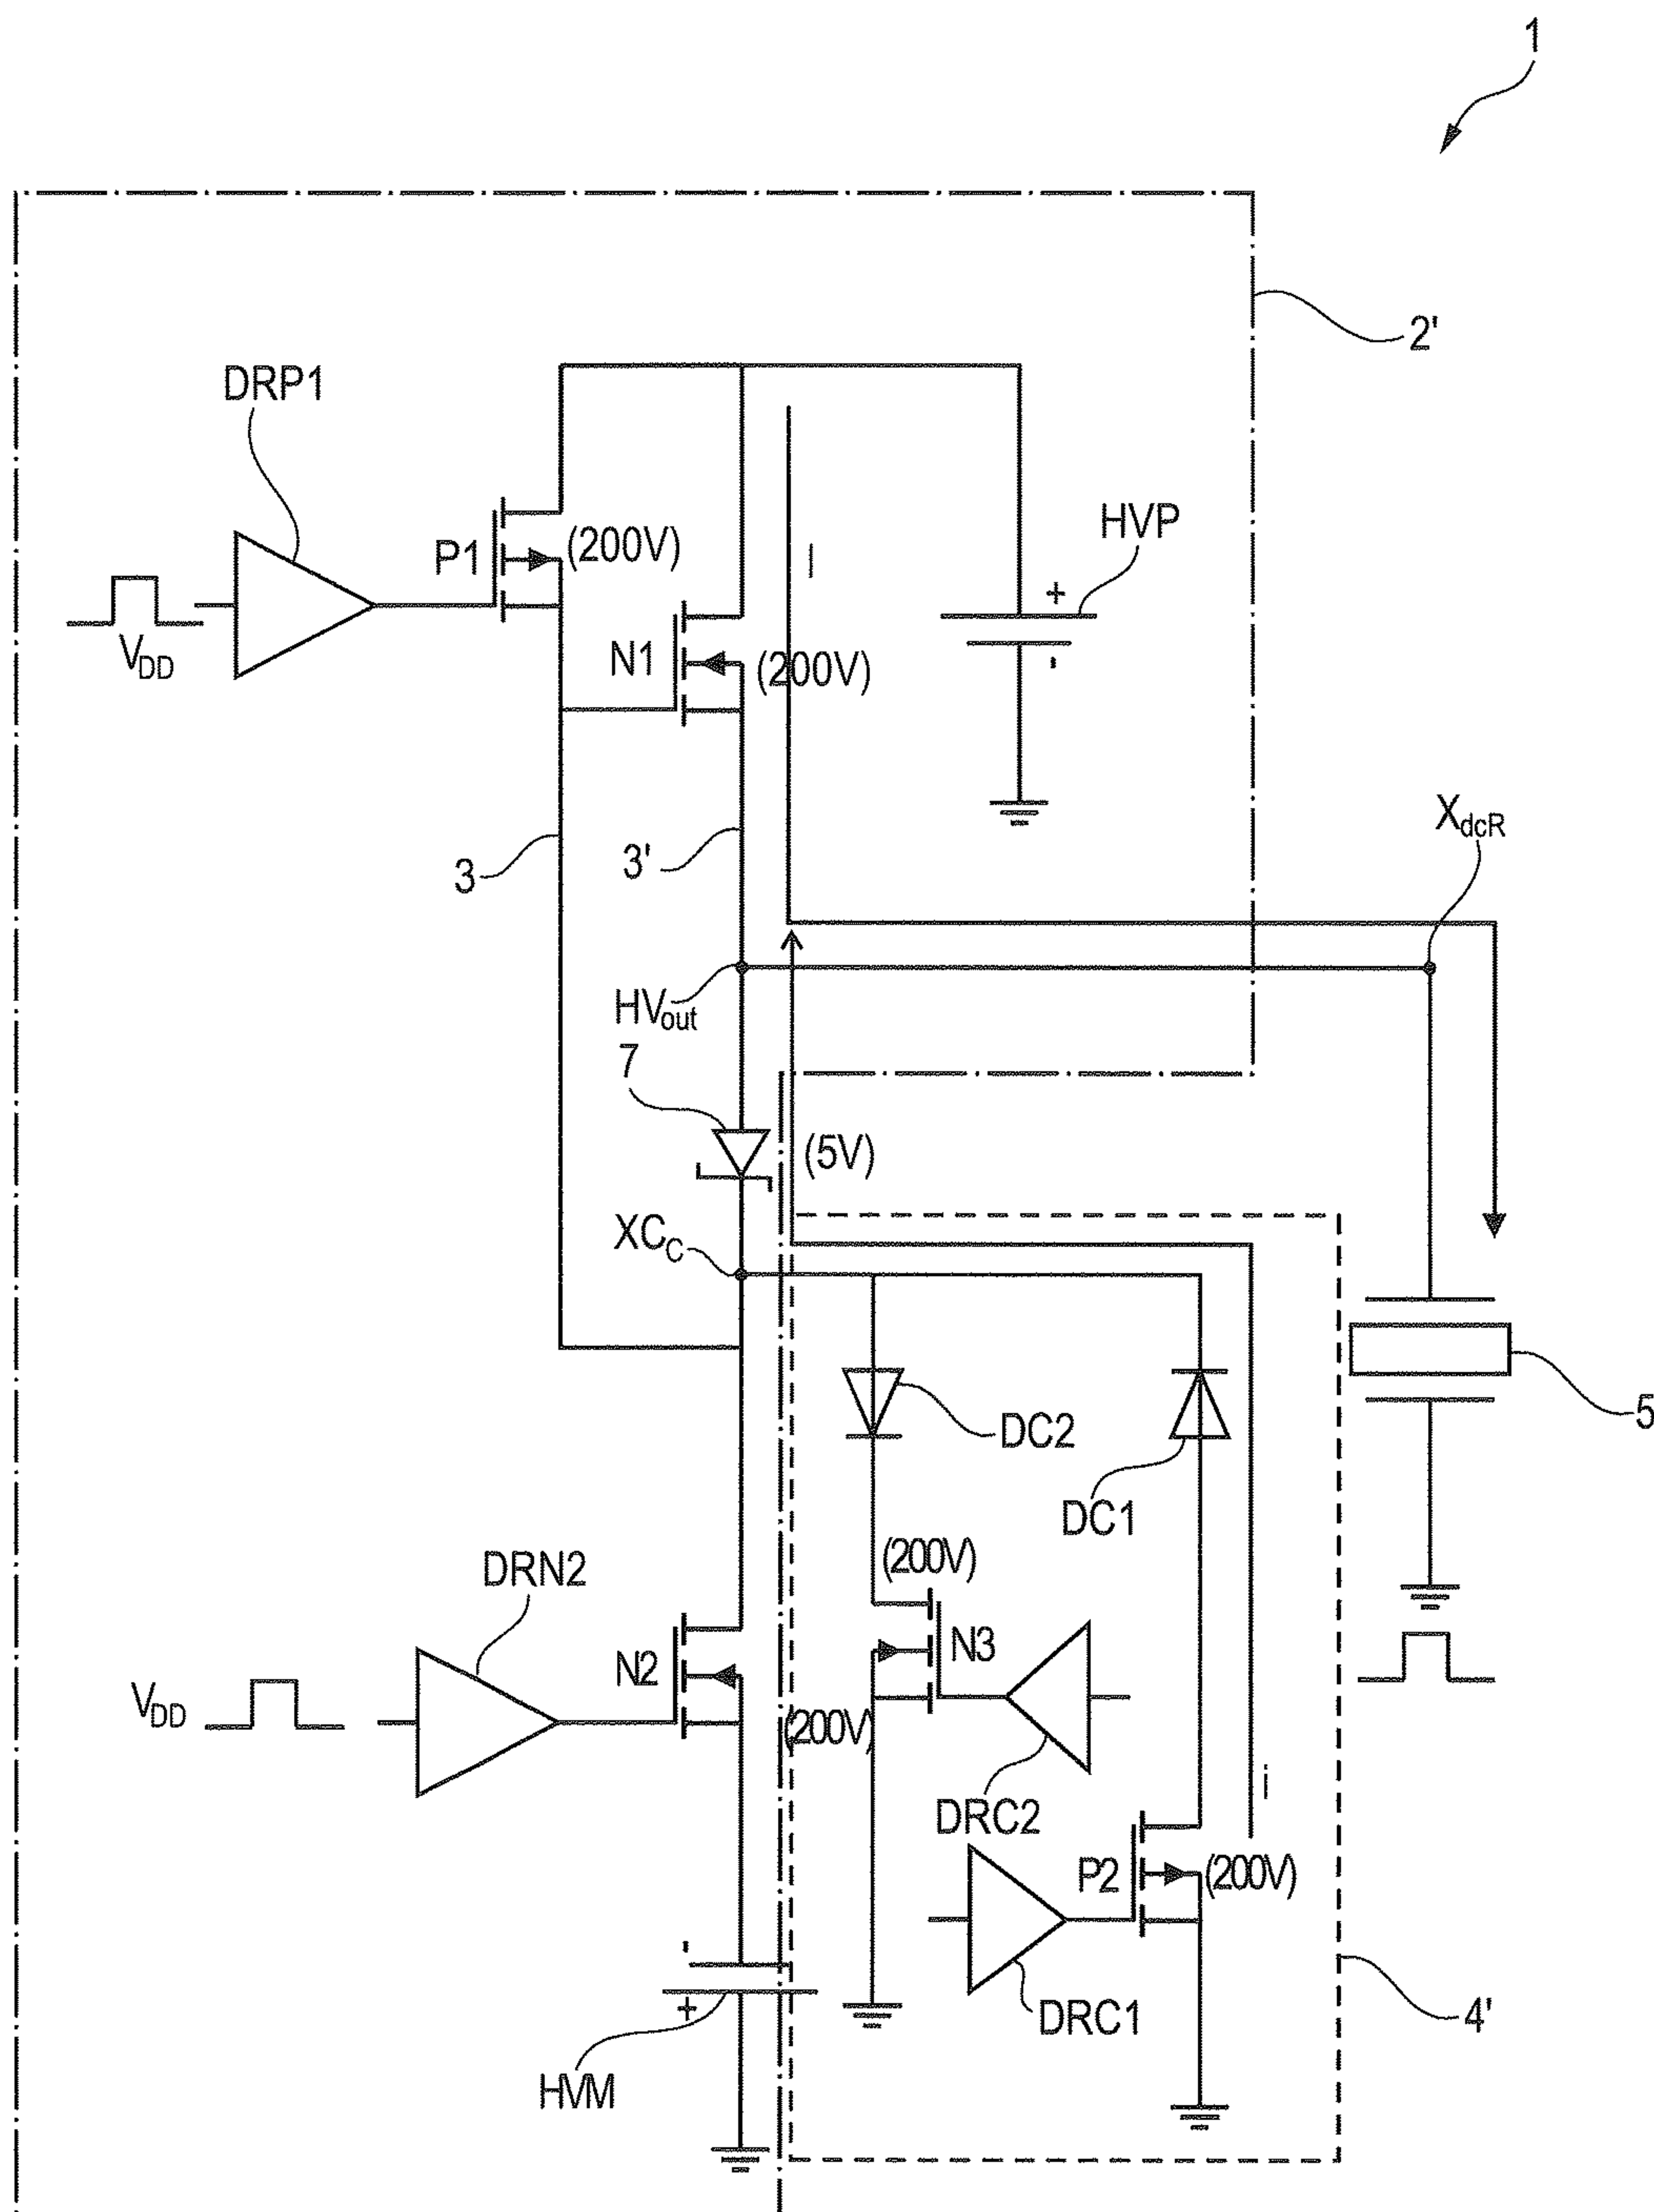 1
2'
DRP1
HVP
P1
(200V)
+
I
VDD
N1
(200V)
-
3
3'
XdcR
HVout
7
(5V)
XCC
DC2
5
DC1
DRN2
(200V)
N2
N3
VDD
(200V)
DRC2
i
P2
(200V)
-
+
DRC1
4'
HVM